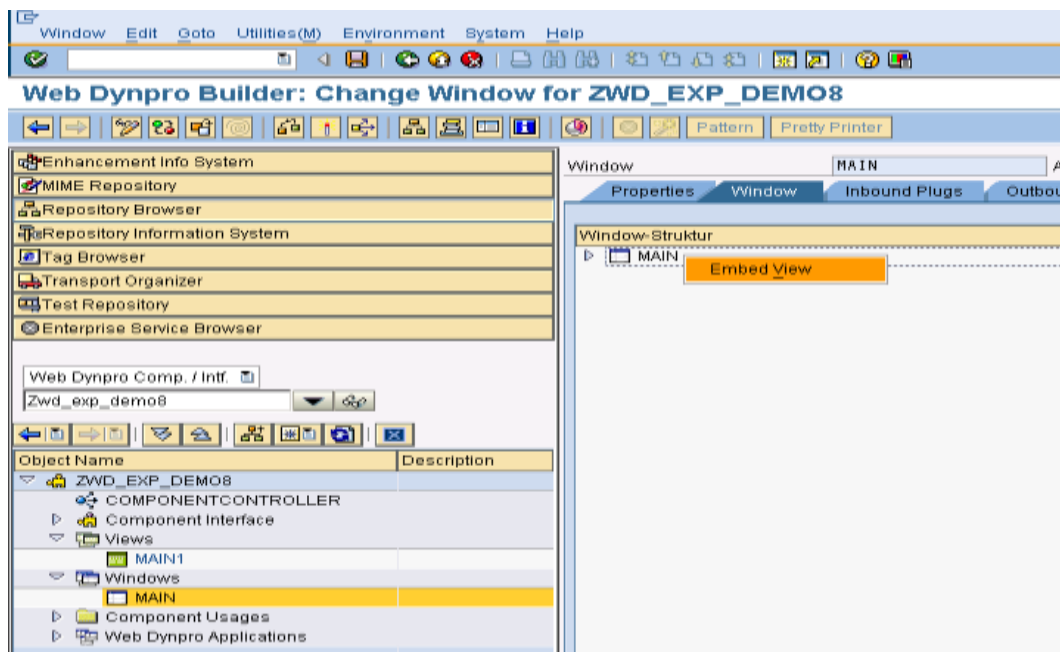 Window Edit Goto Utilities(M) Environment System Help
Web Dynpro Builder: Change Window for ZWD_EXP_DEMO8
Pattern Pretty Printer
Enhancement Info System
MIME Repository
Repository Browser
Repository Information System
Tag Browser
Transport Organizer
Test Repository
Enterprise Service Browser
Web Dynpro Comp. / Intf.
Zwd_exp_demo8
Object Name Description
ZWD_EXP_DEMO8
COMPONENTCONTROLLER
Component Interface
Views
MAIN1
Windows
MAIN
Component Usages
Web Dynpro Applications
Window MAIN
Properties Window Inbound Plugs Outbou
Window-Struktur
MAIN
Embed View